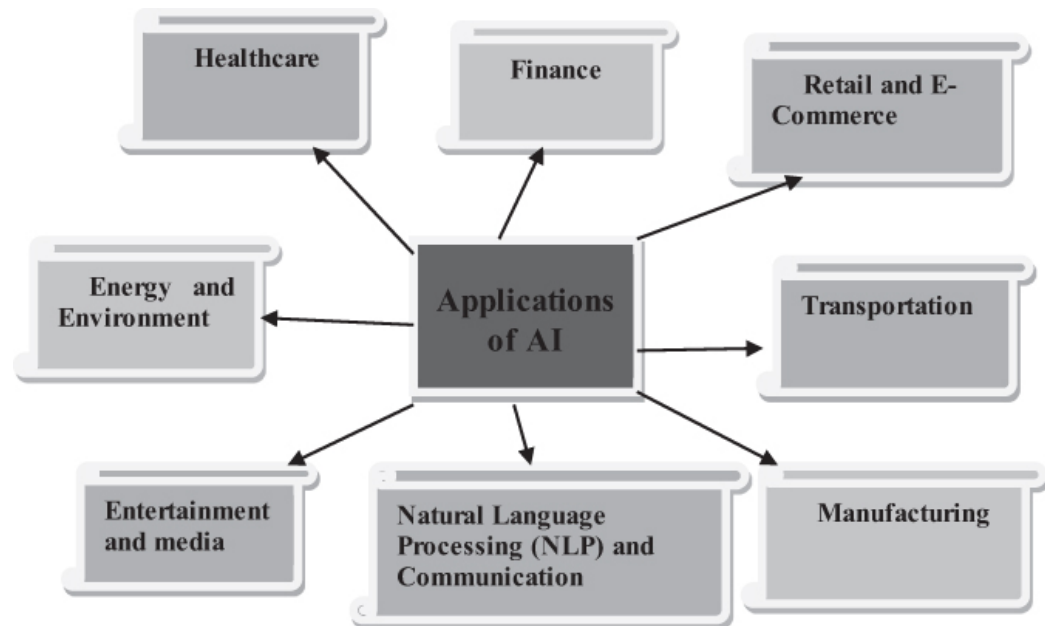 Healthcare
Finance
Retail and E-
Commerce
Energy and
Environment
Applications
of AI
Transportation
Entertainment
and media
Natural Language
Processing (NLP) and
Communication
Manufacturing